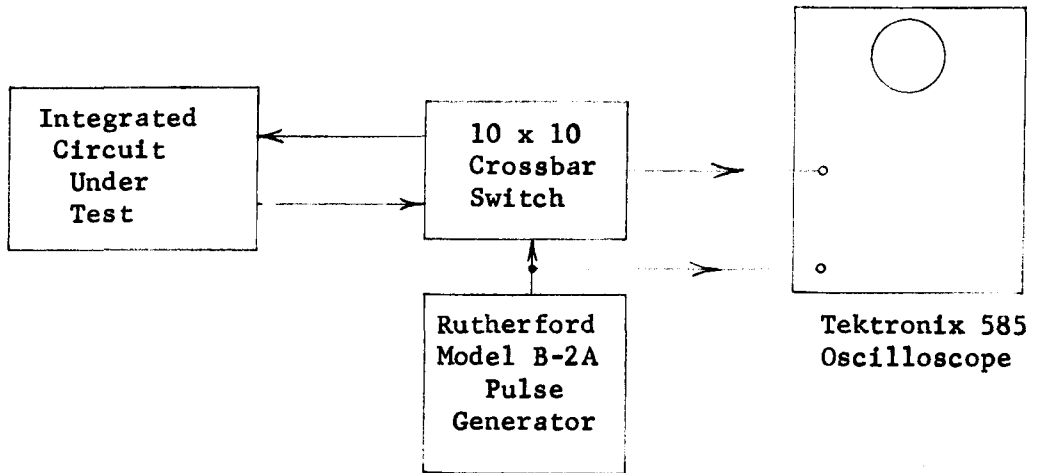 Integrated
Circuit
Under
Test
10 x 10
Crossbar
Switch
Rutherford
Model B-2A
Pulse
Generator
Tektronix 585
Oscilloscope